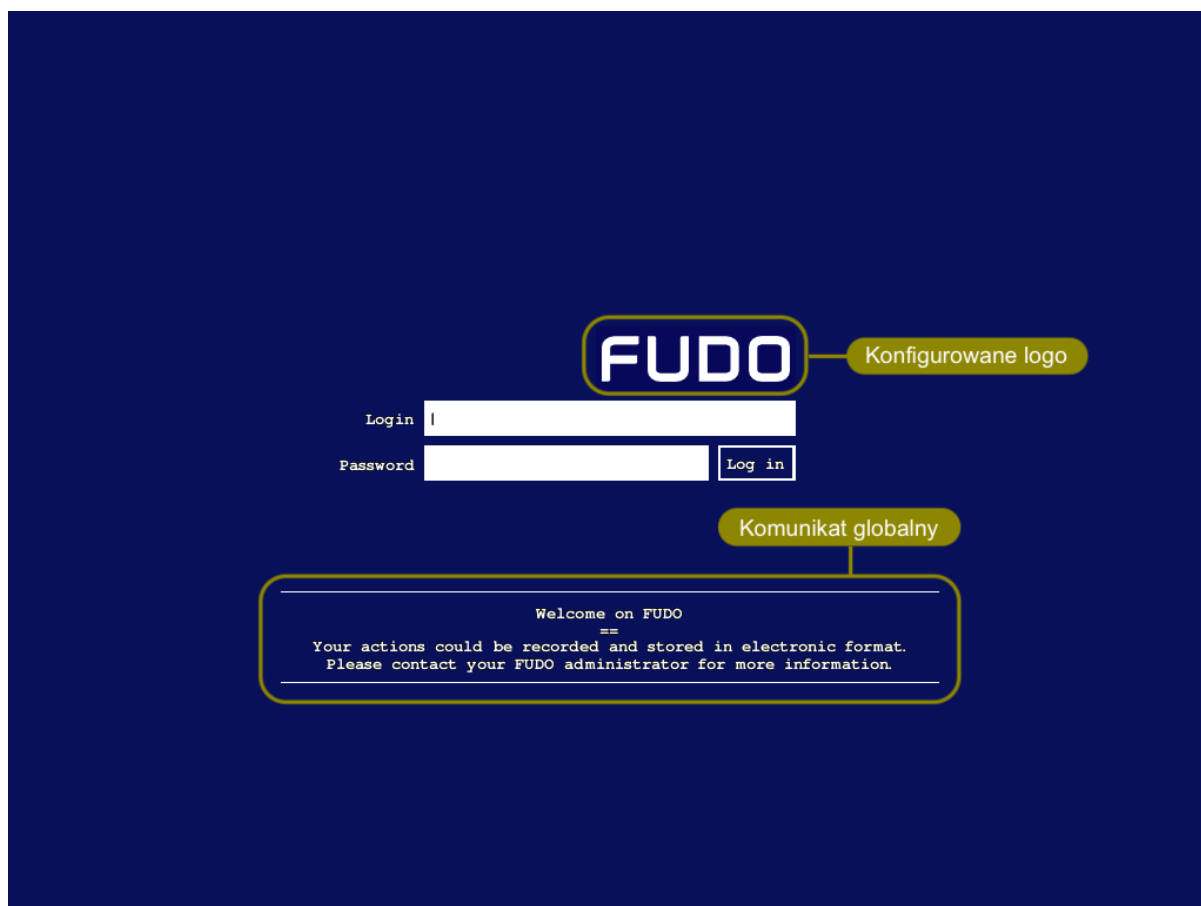 FUDO
Konfigurowane logo
Login
Password
Log in
Komunikat globalny
Welcome on FUDO
==
Your actions could be recorded and stored in electronic format.
Please contact your FUDO administrator for more information.